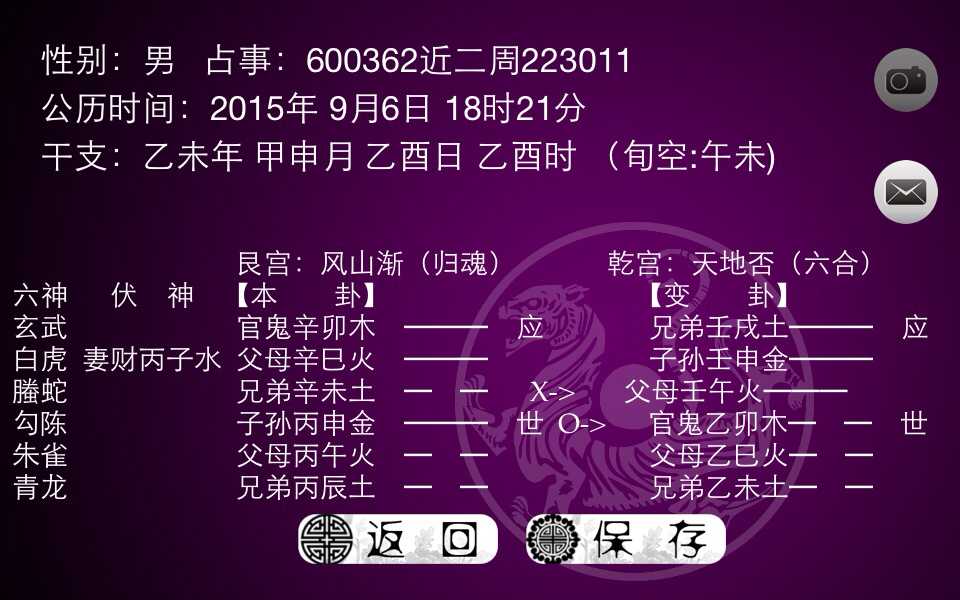 性别：男 占事：600362近二周223011
公历时间：2015年 9月6日 18时21分
干支：乙未年 甲申月 乙酉日 乙酉时 （旬空:午未)
艮宫：风山渐（归魂） 乾宫：天地否（六合）
六神 伏 神 【本 卦】 【变 卦】
玄武 官鬼辛卯木 应 兄弟壬戌土 应
白虎 妻财丙子水 父母辛巳火 子孙壬申金
螣蛇 兄弟辛未土 X-> 父母壬午火
勾陈 子孙丙申金 世 O-> 官鬼乙卯木 世
朱雀 父母丙午火 父母乙巳火
青龙 兄弟丙辰土 兄弟乙未土
返 回 保 存